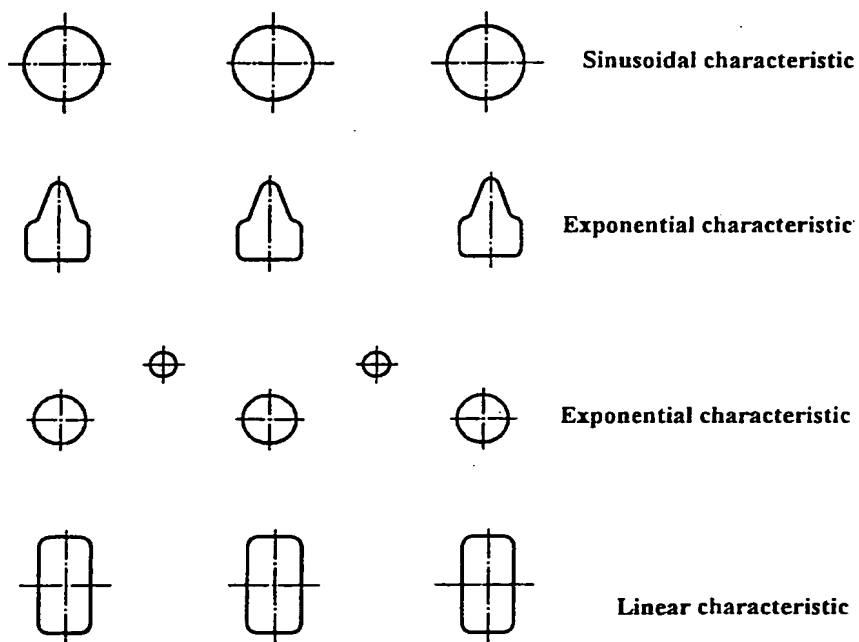 Sinusoidal characteristic
Exponential characteristic
Exponential characteristic
Linear characteristic